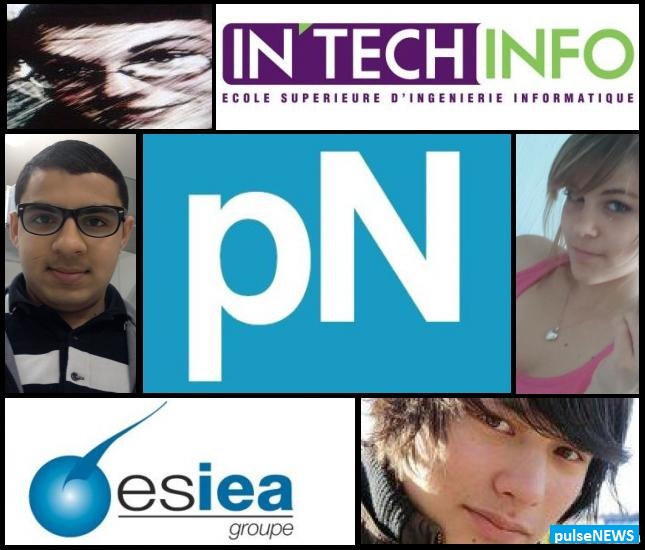 IN'TECH INFO
ECOLE SUPERIEURE D'INGENIERIE INFORMATIQUE
pN
esiea
groupe
pulseNEWS